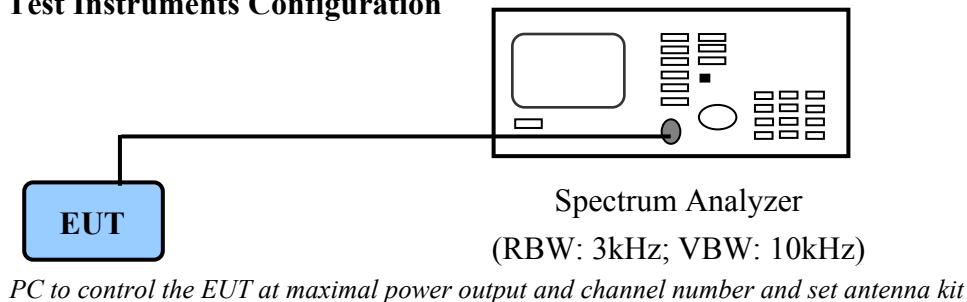 Test Instruments Configuration
EUT
Spectrum Analyzer
(RBW: 3kHz; VBW: 10kHz)
PC to control the EUT at maximal power output and channel number and set antenna kit